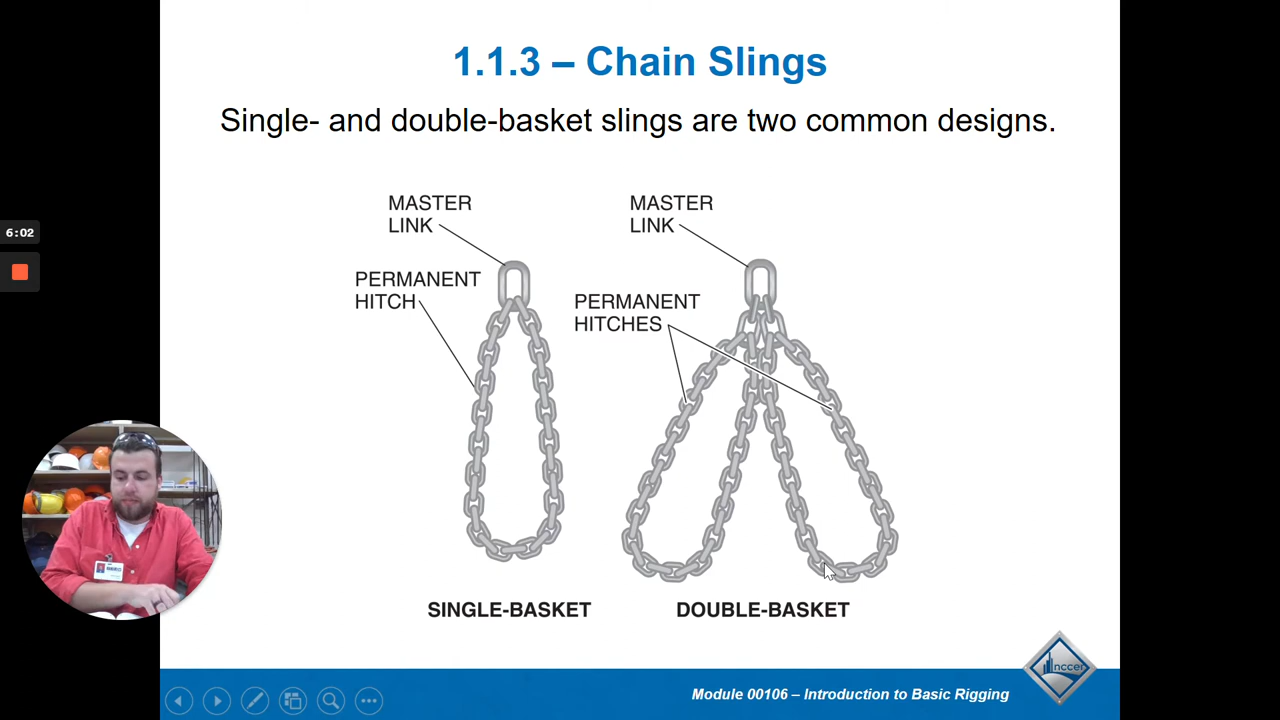 1.1.3 – Chain Slings
Single- and double-basket slings are two common designs.
MASTER
LINK
PERMANENT
HITCH
MASTER
LINK
PERMANENT
HITCHES
6:02
SINGLE-BASKET
DOUBLE-BASKET
nccer
Module 00106 – Introduction to Basic Rigging